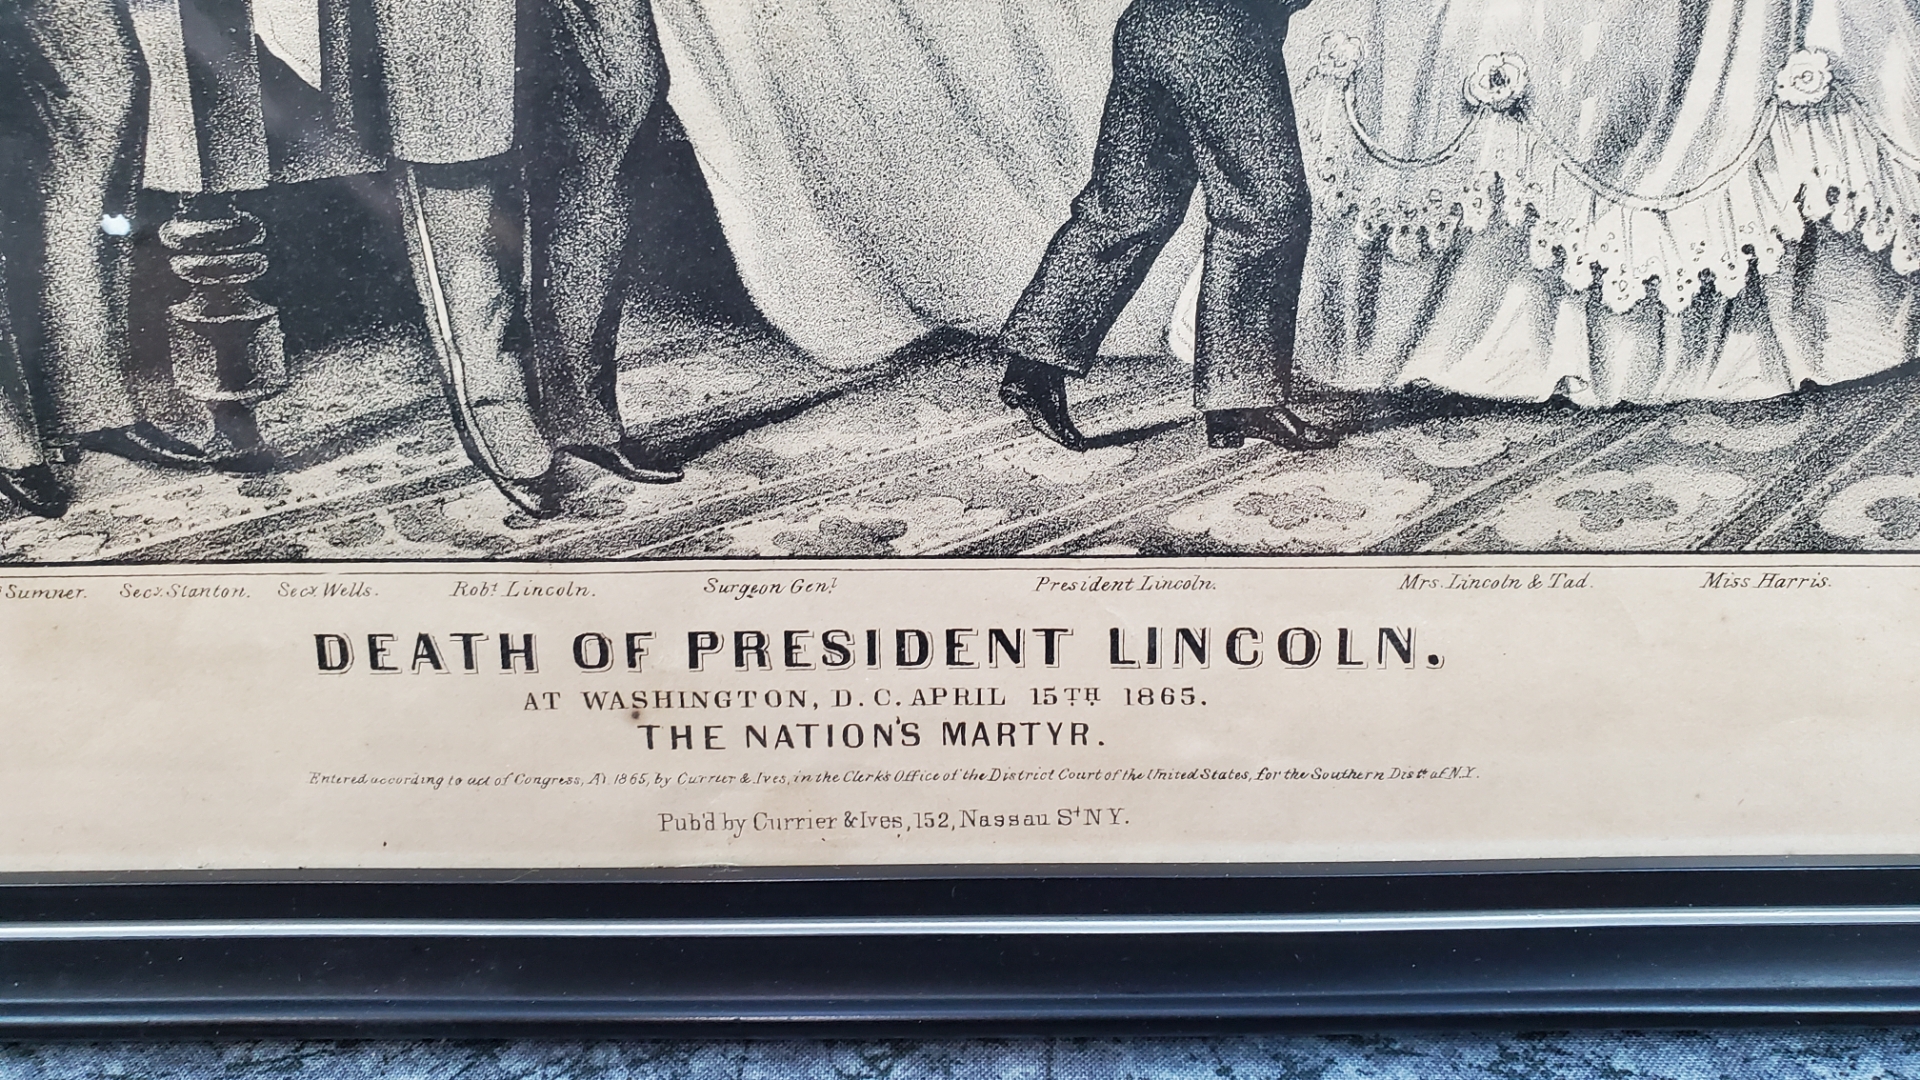 Sumner. Secy. Stanton. Secy Wells. Robt Lincoln. Surgeon Genl President Lincoln. Mrs. Lincoln & Tad. Miss Harris.
DEATH OF PRESIDENT LINCOLN.
AT WASHINGTON, D.C. APRIL 15TH 1865.
THE NATION'S MARTYR.
Entered according to act of Congress, AD. 1865, by Currier & Ives, in the Clerk's Office of the District Court of the United States, for the Southern Distt. of N.Y.
Pub'd by Currier & Ives, 152, Nassau St NY.